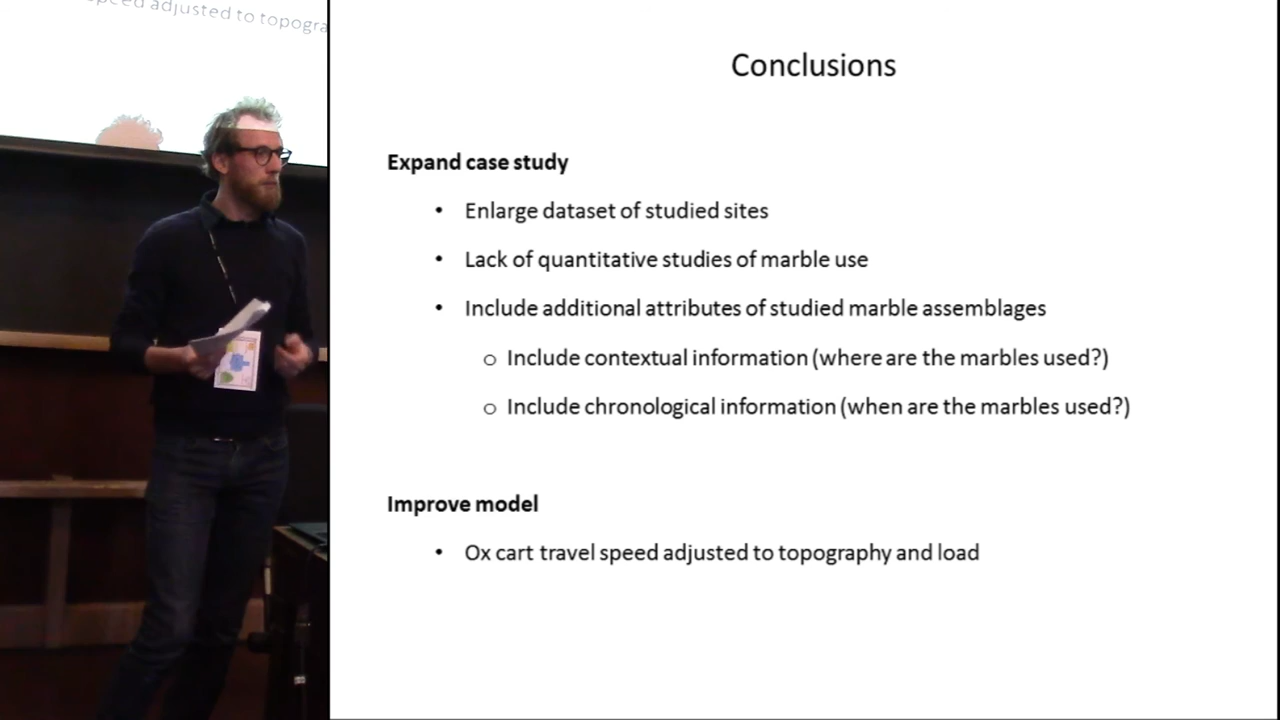 speed adjusted to topogra
Conclusions
Expand case study
• Enlarge dataset of studied sites
• Lack of quantitative studies of marble use
• Include additional attributes of studied marble assemblages
o Include contextual information (where are the marbles used?)
o Include chronological information (when are the marbles used?)
Improve model
• Ox cart travel speed adjusted to topography and load